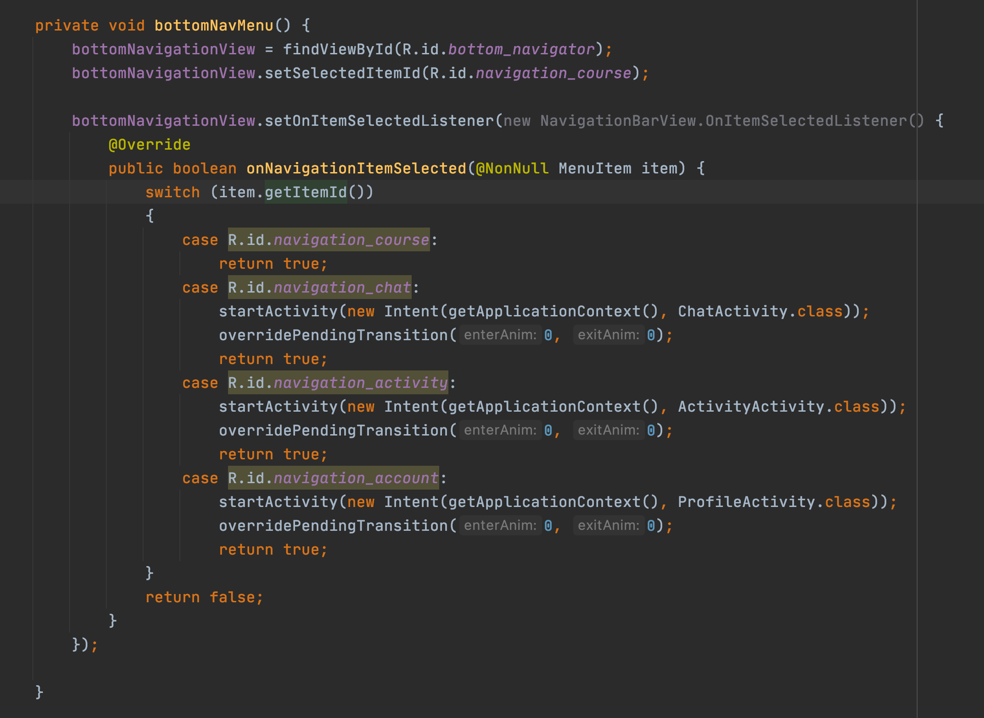 private void bottomNavMenu() {
    bottomNavigationView = findViewById(R.id.bottom_navigator);
    bottomNavigationView.setSelectedItemId(R.id.navigation_course);

    bottomNavigationView.setOnItemSelectedListener(new NavigationBarView.OnItemSelectedListener() {
        @Override
        public boolean onNavigationItemSelected(@NonNull MenuItem item) {
            switch (item.getItemId())
            {
                case R.id.navigation_course:
                    return true;
                case R.id.navigation_chat:
                    startActivity(new Intent(getApplicationContext(), ChatActivity.class));
                    overridePendingTransition( enterAnim: 0, exitAnim: 0);
                    return true;
                case R.id.navigation_activity:
                    startActivity(new Intent(getApplicationContext(), ActivityActivity.class));
                    overridePendingTransition( enterAnim: 0, exitAnim: 0);
                    return true;
                case R.id.navigation_account:
                    startActivity(new Intent(getApplicationContext(), ProfileActivity.class));
                    overridePendingTransition( enterAnim: 0, exitAnim: 0);
                    return true;
            }
            return false;
        }
    });

}